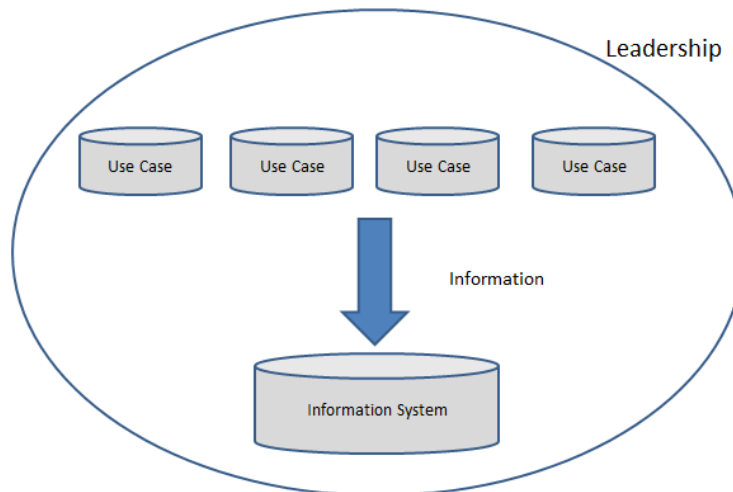 Leadership
Use Case
Use Case
Use Case
Use Case
Information
Information System